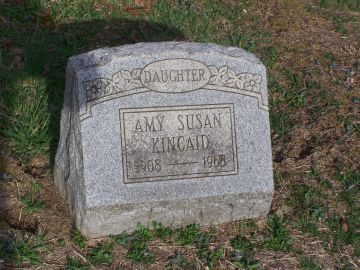 DAUGHTER
AMY SUSAN
KINCAID
1908 — 1968